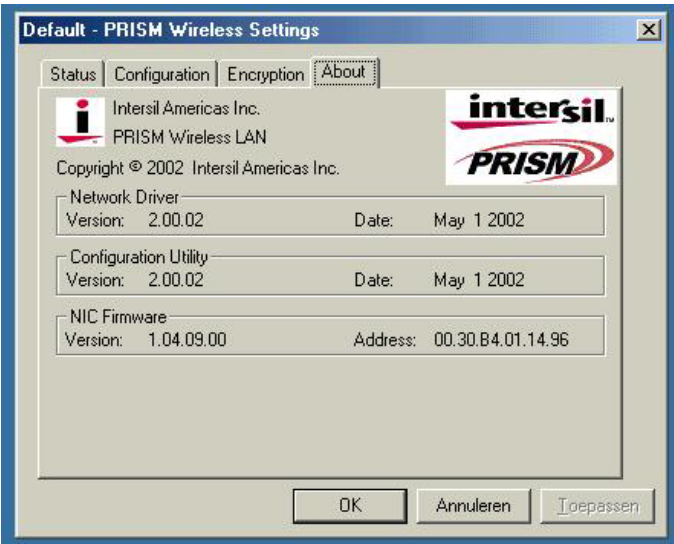 Default - PRISM Wireless Settings
Status Configuration Encryption About
Intersil Americas Inc.
PRISM Wireless LAN
Copyright © 2002 Intersil Americas Inc.
intersil™
PRISM
Network Driver
Version: 2.00.02 Date: May 1 2002
Configuration Utility
Version: 2.00.02 Date: May 1 2002
NIC Firmware
Version: 1.04.09.00 Address: 00.30.B4.01.14.96
OK Annuleren Toepassen